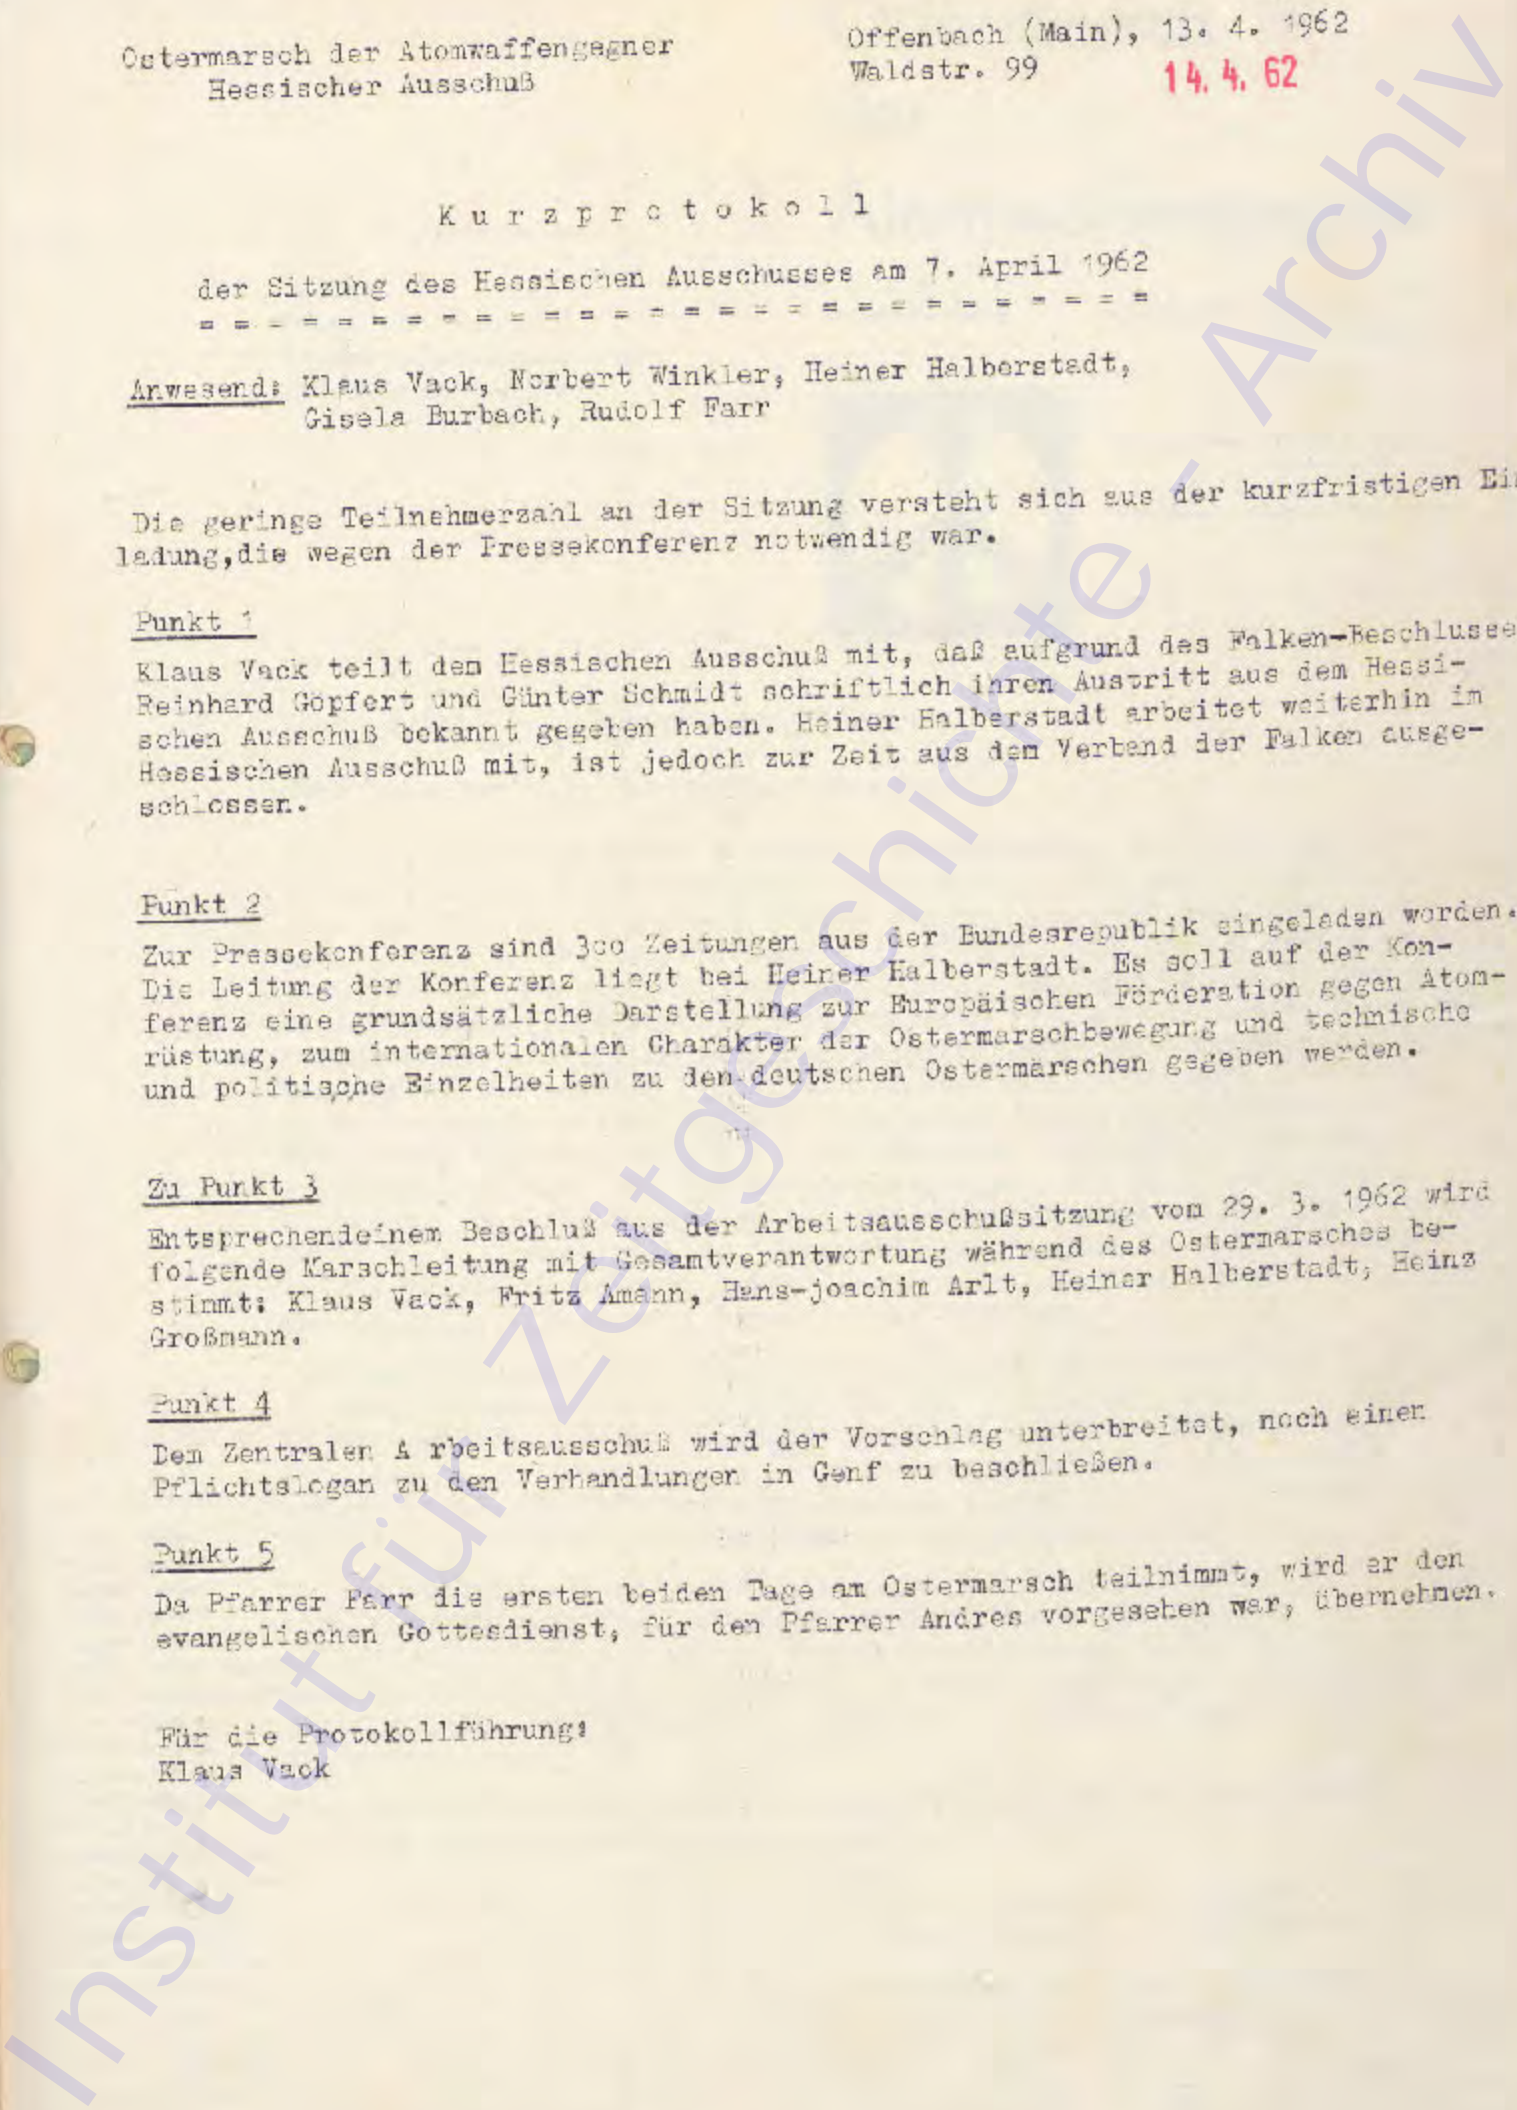 Ostermarsch der Atomwaffengegner
Hessischer Ausschuß
Offenbach (Main), 13. 4. 1962
Waldstr. 99
14. 4. 62
K u r z p r o t o k o l l
der Sitzung des Hessischen Ausschusses am 7. April 1962
= = = = = = = = = = = = = = = = = = = = = = = = = = = =
Anwesend: Klaus Vack, Norbert Winkler, Heiner Halberstadt,
Gisela Burbach, Rudolf Farr
Die geringe Teilnehmerzahl an der Sitzung versteht sich aus der kurzfristigen Ein
ladung,die wegen der Pressekonferenz notwendig war.
Punkt 1
Klaus Vack teilt dem Hessischen Ausschuß mit, daß aufgrund des Falken-Beschlusse
Reinhard Göpfert und Günter Schmidt schriftlich ihren Austritt aus dem Hessi-
schen Ausschuß bekannt gegeben haben. Heiner Halberstadt arbeitet weiterhin im
Hessischen Ausschuß mit, ist jedoch zur Zeit aus dem Verband der Falken ausge-
schlossen.
Punkt 2
Zur Pressekonferenz sind 3oo Zeitungen aus der Bundesrepublik eingeladen worden.
Die Leitung der Konferenz liegt bei Heiner Halberstadt. Es soll auf der Kon-
ferenz eine grundsätzliche Darstellung zur Europäischen Förderation gegen Atom-
rüstung, zum internationalen Charakter der Ostermarschbewegung und technische
und politische Einzelheiten zu den deutschen Ostermärschen gegeben werden.
Zu Punkt 3
Entsprechendeinem Beschluß aus der Arbeitsausschußsitzung vom 29. 3. 1962 wird
folgende Marschleitung mit Gesamtverantwortung während des Ostermarsches be-
stimmt: Klaus Vack, Fritz Amann, Hans-joachim Arlt, Heiner Halberstadt, Heinz
Großmann.
Punkt 4
Dem Zentralen A rbeitsausschuß wird der Vorschlag unterbreitet, noch einen
Pflichtslogan zu den Verhandlungen in Genf zu beschließen.
Punkt 5
Da Pfarrer Farr die ersten beiden Tage am Ostermarsch teilnimmt, wird er den
evangelischen Gottesdienst, für den Pfarrer Andres vorgesehen war, übernehmen.
Für die Protokollführung:
Klaus Vack
Institut für Zeitgeschichte - Archiv